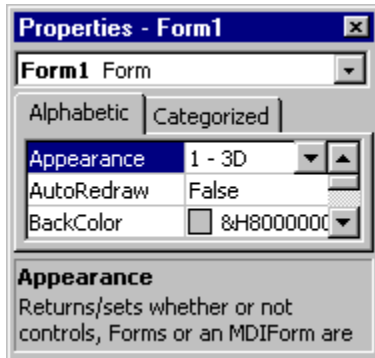 Properties - Form1
Form1 Form
Alphabetic Categorized
Appearance 1 - 3D
AutoRedraw False
BackColor &H8000000
Appearance
Returns/sets whether or not
controls, Forms or an MDIForm are